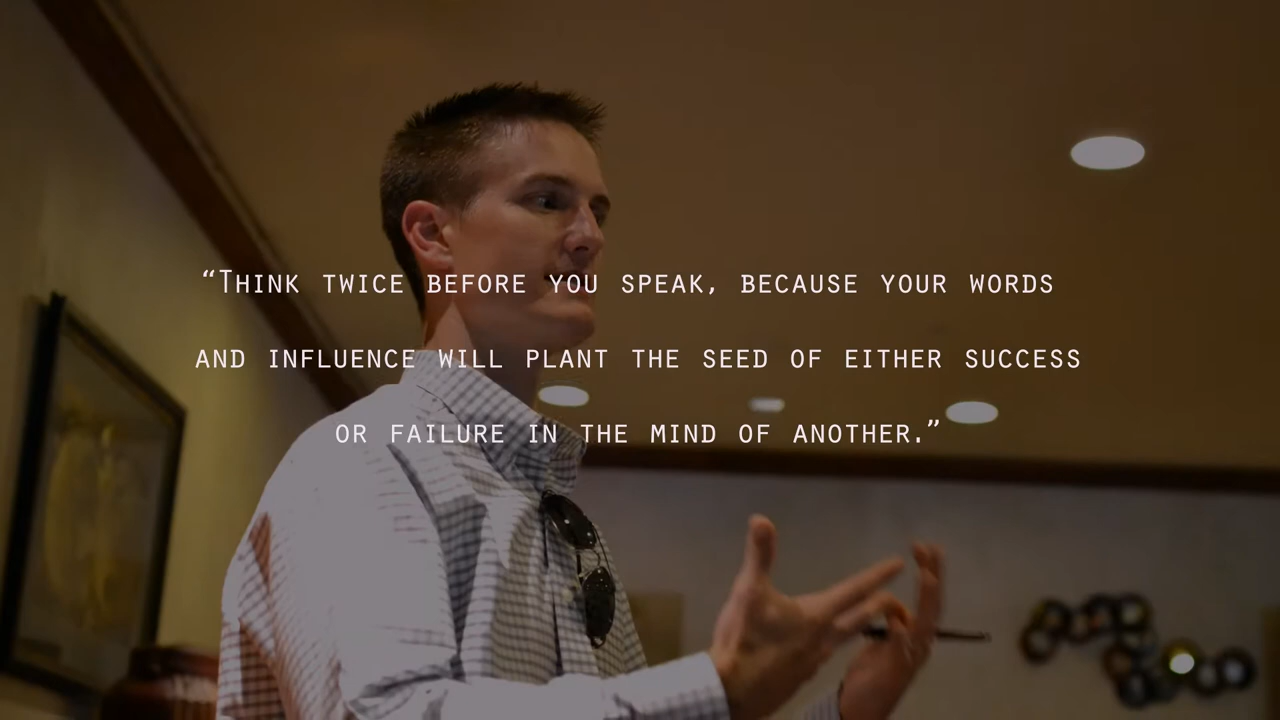 “Think twice before you speak, because your words
and influence will plant the seed of either success
or failure in the mind of another.”